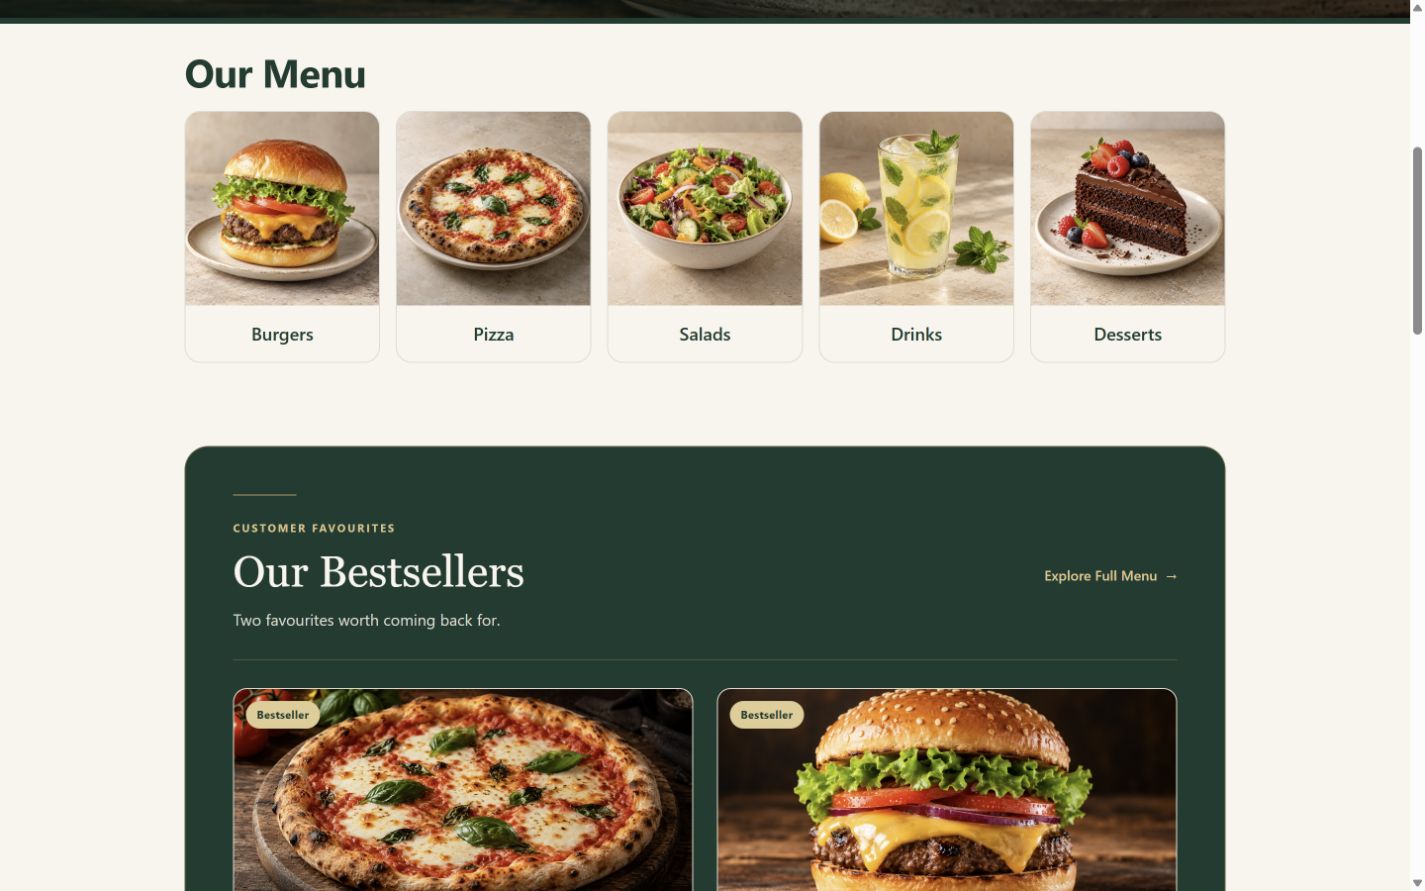 Our Menu
Burgers
Pizza
Salads
Drinks
Desserts
CUSTOMER FAVOURITES
Our Bestsellers
Explore Full Menu →
Two favourites worth coming back for.
Bestseller
Bestseller